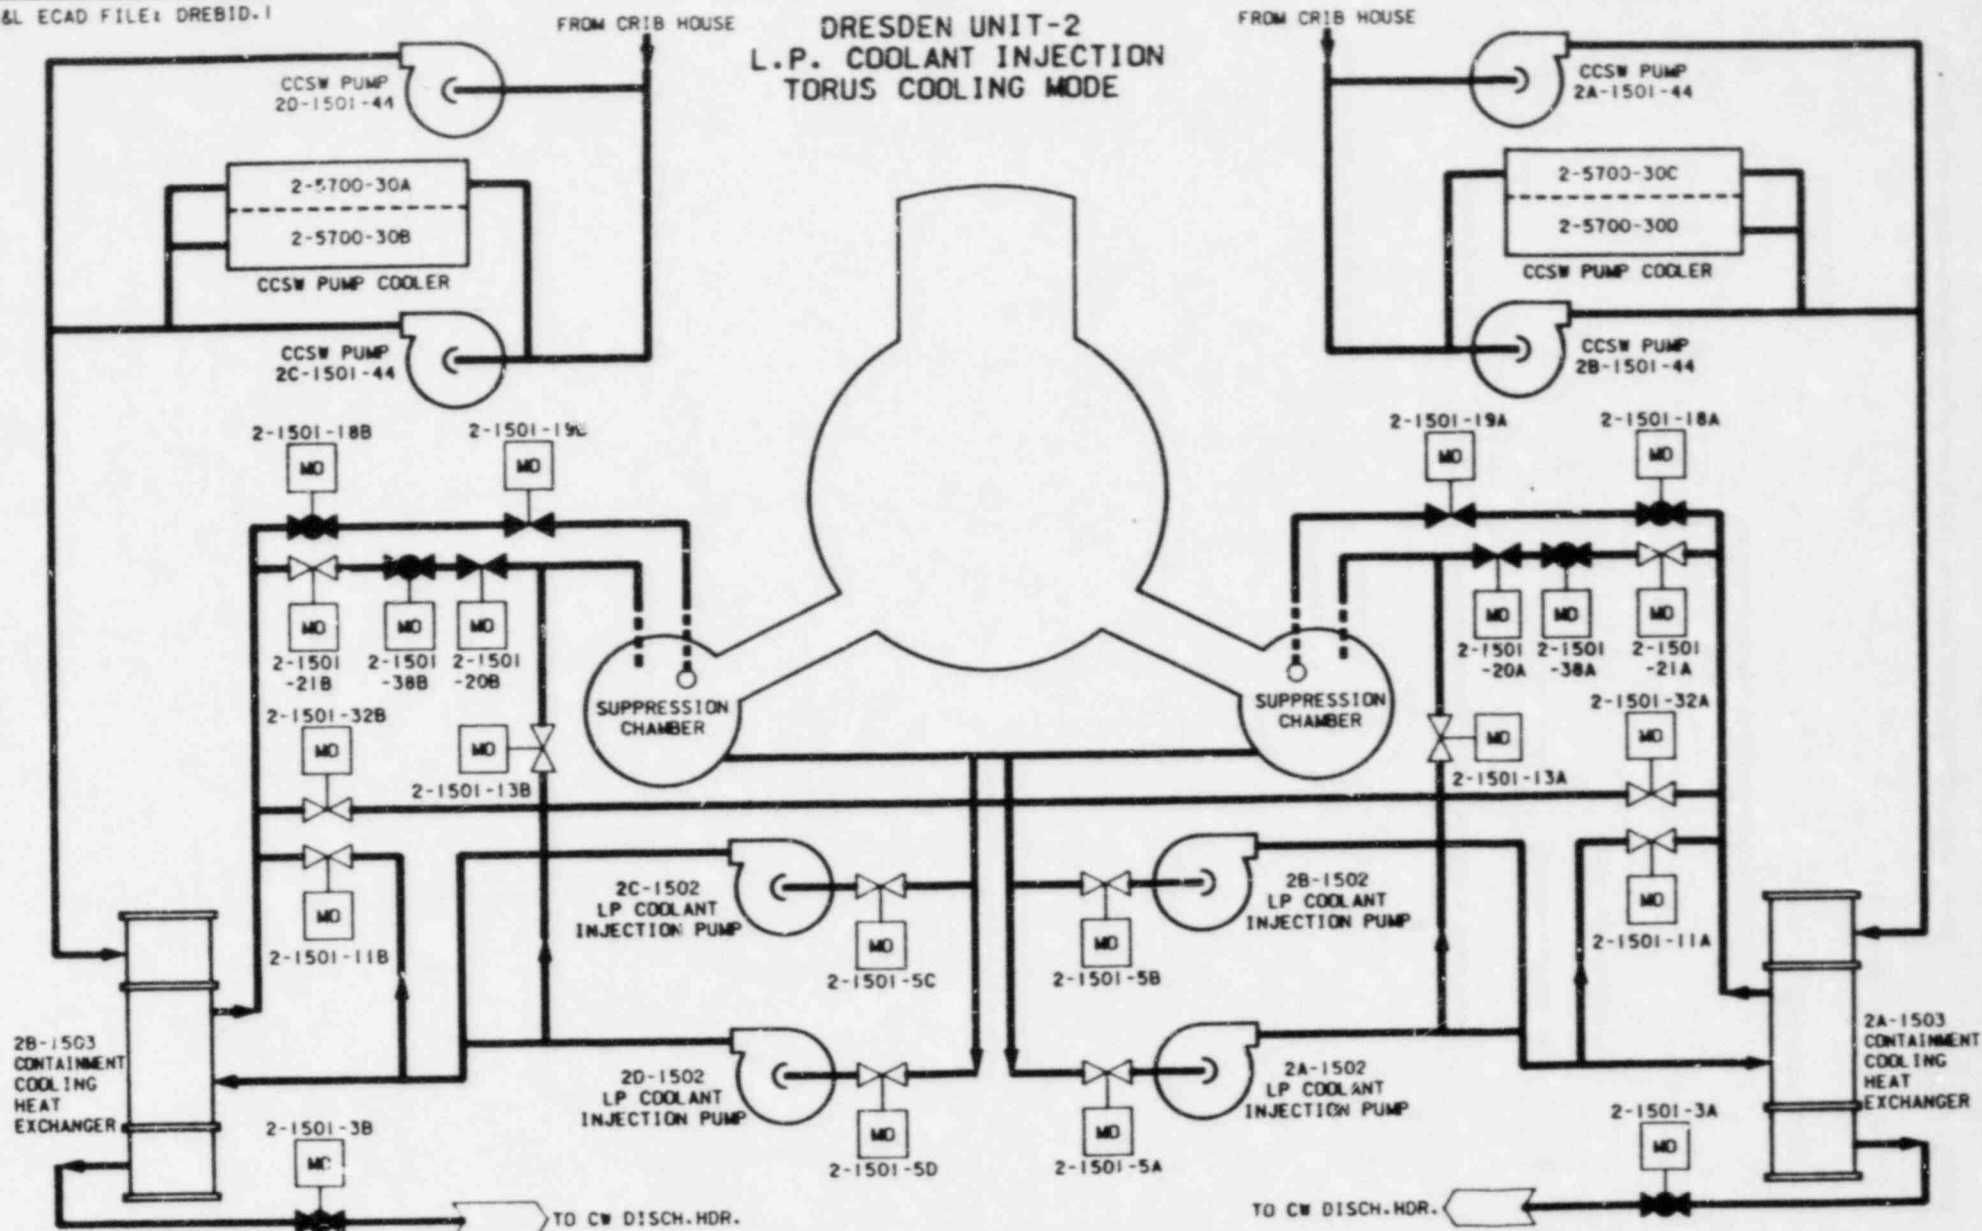 &L ECAD FILE: DREBID.1
FROM CRIB HOUSE
DRESDEN UNIT-2
L.P. COOLANT INJECTION
TORUS COOLING MODE
FROM CRIB HOUSE
CCSW PUMP
2D-1501-44
CCSW PUMP
2A-1501-44
2-5700-30A
2-5700-30B
CCSW PUMP COOLER
2-5700-30C
2-5700-30D
CCSW PUMP COOLER
CCSW PUMP
2C-1501-44
CCSW PUMP
2B-1501-44
2-1501-18B
MO
MO
2-1501-19A
MO
2-1501-18A
MO
MO
2-1501
-21B
MO
2-1501
-38B
MO
2-1501
-20B
MO
2-1501
-20A
MO
2-1501
-38A
MO
2-1501
-21A
SUPPRESSION
CHAMBER
SUPPRESSION
CHAMBER
2-1501-32B
MO
MO
2-1501-13B
MO
2-1501-13A
2-1501-32A
MO
MO
2-1501-11B
2C-1502
LP COOLANT
INJECTION PUMP
MO
2-1501-5C
MO
2-1501-5B
2B-1502
LP COOLANT
INJECTION PUMP
MO
2-1501-11A
2B-1503
CONTAINMENT
COOLING
HEAT
EXCHANGER
2D-1502
LP COOLANT
INJECTION PUMP
MO
2-1501-5D
MO
2-1501-5A
2A-1502
LP COOLANT
INJECTION PUMP
2A-1503
CONTAINMENT
COOLING
HEAT
EXCHANGER
2-1501-3B
2-1501-3A
MO
TO CW DISCH.HDR.
TO CW DISCH.HDR.